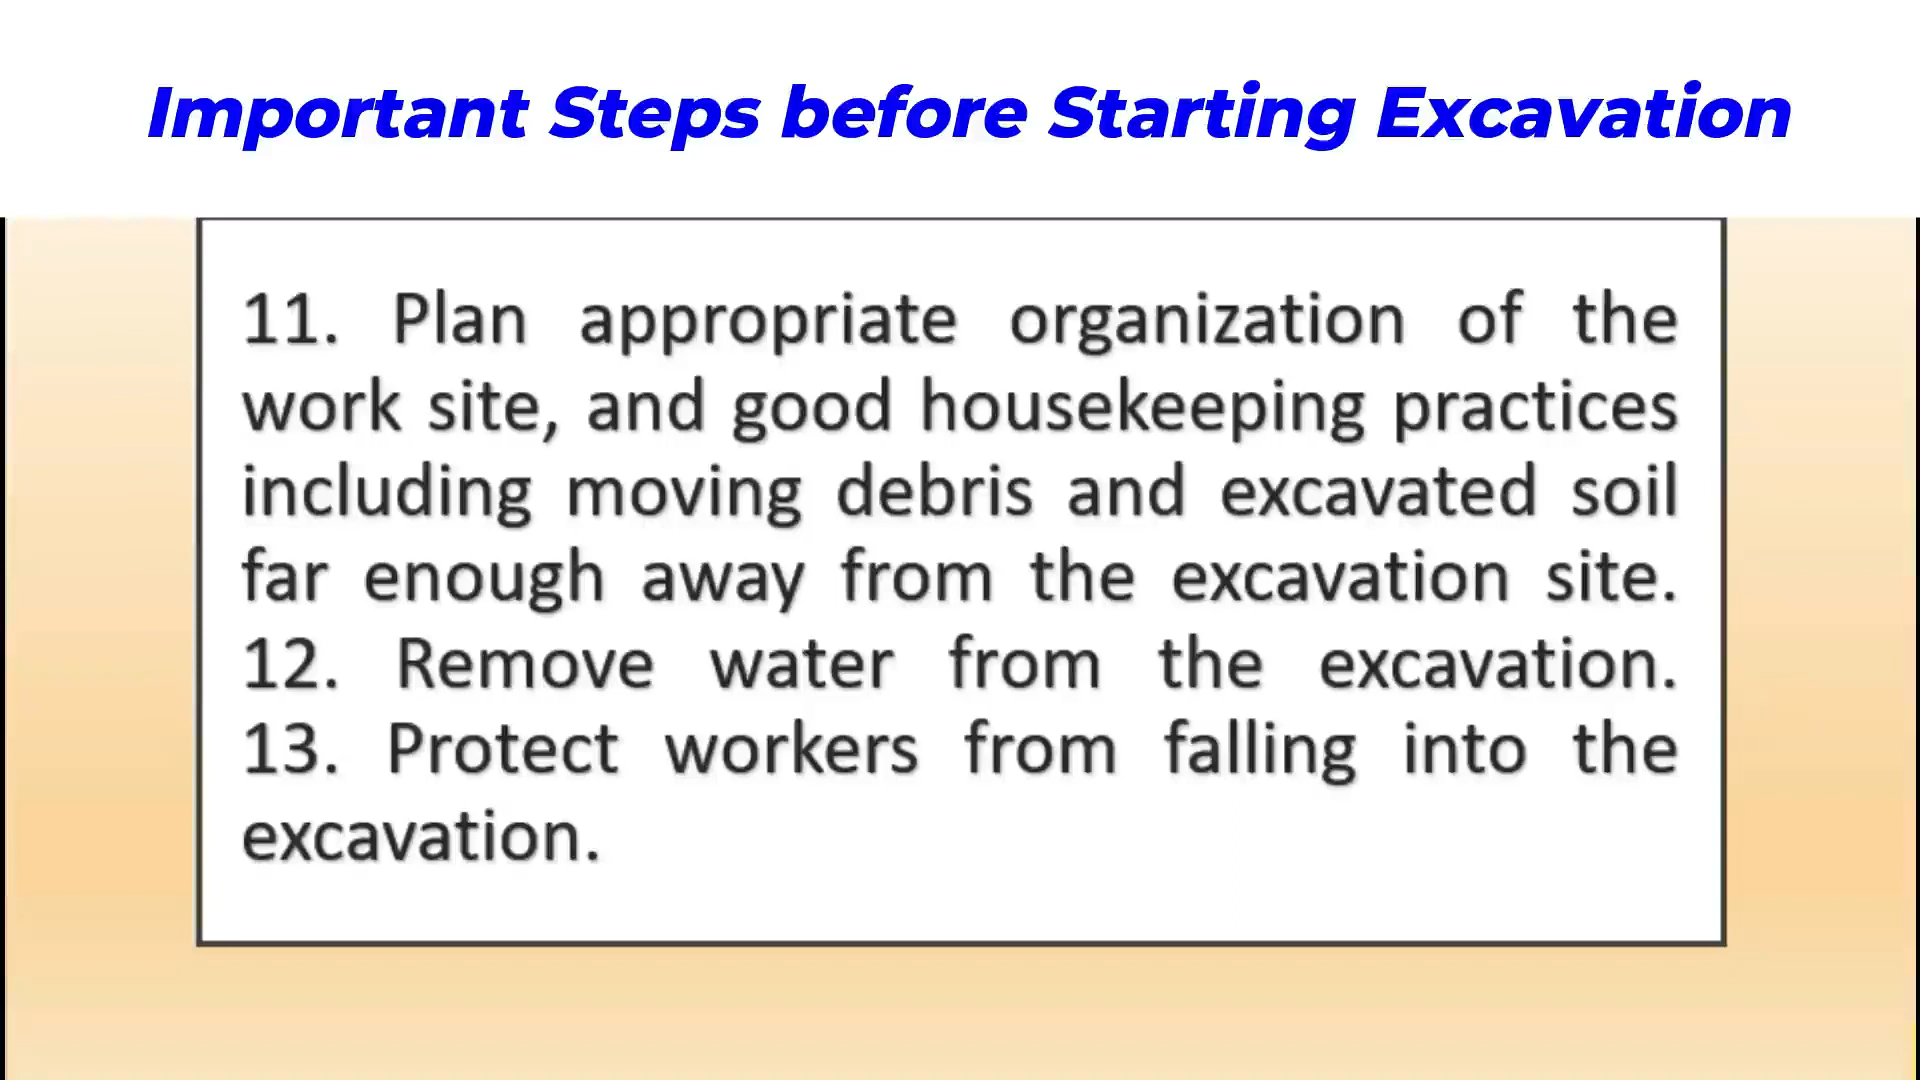 Important Steps before Starting Excavation
11. Plan appropriate organization of the
work site, and good housekeeping practices
including moving debris and excavated soil
far enough away from the excavation site.
12. Remove water from the excavation.
13. Protect workers from falling into the
excavation.